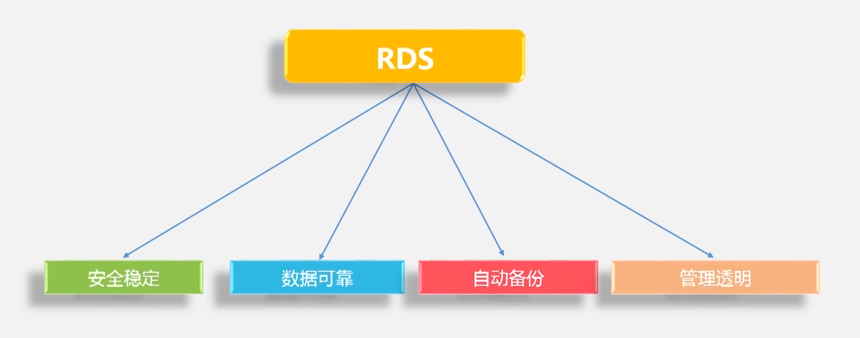 RDS
安全稳定
数据可靠
自动备份
管理透明